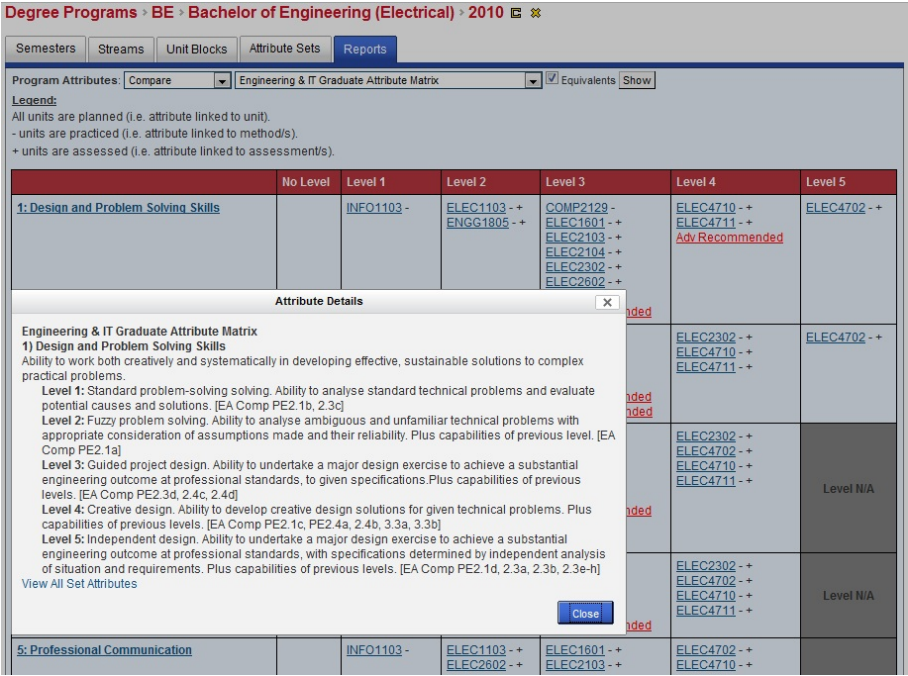 Degree Programs › BE › Bachelor of Engineering (Electrical) › 2010
Semesters Streams Unit Blocks Attribute Sets Reports
Program Attributes: Compare Engineering & IT Graduate Attribute Matrix Equivalents Show
Legend:
All units are planned (i.e. attribute linked to unit).
- units are practiced (i.e. attribute linked to method/s).
+ units are assessed (i.e. attribute linked to assessment/s).
No Level Level 1 Level 2 Level 3 Level 4 Level 5
1: Design and Problem Solving Skills INFO1103 - ELEC1103 - + COMP2129 - ELEC4710 - + ELEC4702 - +
ENGG1805 - + ELEC1601 - + ELEC4711 - +
ELEC2103 - + Adv Recommended
ELEC2104 - +
ELEC2302 - +
ELEC2602 - +
Attribute Details
nded
Engineering & IT Graduate Attribute Matrix
1) Design and Problem Solving Skills
Ability to work both creatively and systematically in developing effective, sustainable solutions to complex
practical problems.
Level 1: Standard problem-solving solving. Ability to analyse standard technical problems and evaluate
potential causes and solutions. [EA Comp PE2.1b, 2.3c]
Level 2: Fuzzy problem solving. Ability to analyse ambiguous and unfamiliar technical problems with
appropriate consideration of assumptions made and their reliability. Plus capabilities of previous level. [EA
Comp PE2.1a]
Level 3: Guided project design. Ability to undertake a major design exercise to achieve a substantial
engineering outcome at professional standards, to given specifications.Plus capabilities of previous
levels. [EA Comp PE2.3d, 2.4c, 2.4d]
Level 4: Creative design. Ability to develop creative design solutions for given technical problems. Plus
capabilities of previous levels. [EA Comp PE2.1c, PE2.4a, 2.4b, 3.3a, 3.3b]
Level 5: Independent design. Ability to undertake a major design exercise to achieve a substantial
engineering outcome at professional standards, with specifications determined by independent analysis
of situation and requirements. Plus capabilities of previous levels. [EA Comp PE2.1d, 2.3a, 2.3b, 2.3e-h]
View All Set Attributes
Close
ELEC2302 - + ELEC4702 - +
ELEC4710 - +
ELEC4711 - +
nded
nded
ELEC2302 - +
ELEC4702 - +
ELEC4710 - +
ELEC4711 - + Level N/A
nded
ELEC2302 - +
ELEC4702 - +
ELEC4710 - + Level N/A
ELEC4711 - +
nded
5: Professional Communication INFO1103 - ELEC1103 - + ELEC1601 - + ELEC4702 - +
ELEC2602 - + ELEC2103 - + ELEC4710 - +